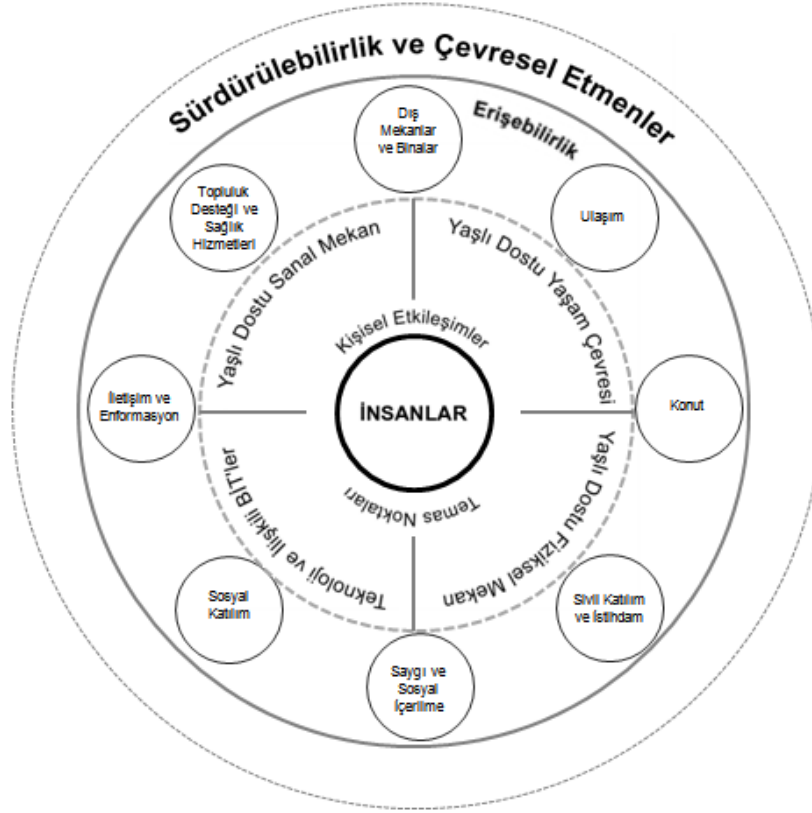 Sürdürülebilirlik ve Çevresel Etmenler
Erişebilirlik
Dış
Mekanlar
ve Binalar
Ulaşım
Konut
Sivil Katılım
ve İstihdam
Saygı ve
Sosyal
İçerilme
Sosyal
Katılım
İletişim ve
Enformasyon
Topluluk
Desteği ve
Sağlık
Hizmetleri
Yaşlı Dostu Sanal Mekan
Yaşlı Dostu Yaşam Çevresi
Yaşlı Dostu Fiziksel Mekan
Teknoloji ve İlişkili BİT'ler
Kişisel Etkileşimler
İNSANLAR
Temas Noktaları